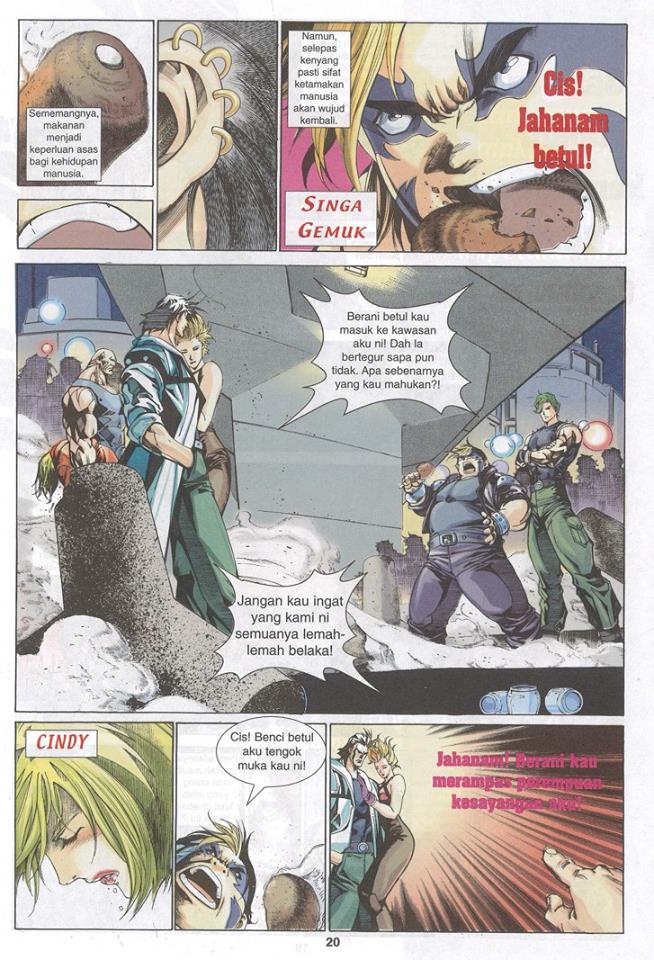 Sememangnya,
makanan
menjadi
keperluan asas
bagi kehidupan
manusia.
Namun,
selepas
kenyang
pasti sifat
ketamakan
manusia
akan wujud
kembali.
Cis!
Jahanam
betul!
SINGA
GEMUK
Berani betul kau
masuk ke kawasan
aku ni! Dah la
bertegur sapa pun
tidak. Apa sebenarnya
yang kau mahukan?!
Jangan kau ingat
yang kami ni
semuanya lemah-
lemah belaka!
CINDY
Cis! Benci betul
aku tengok
muka kau ni!
Jahanam! Berani kau
merampas perempuan
kesayangan aku!
20